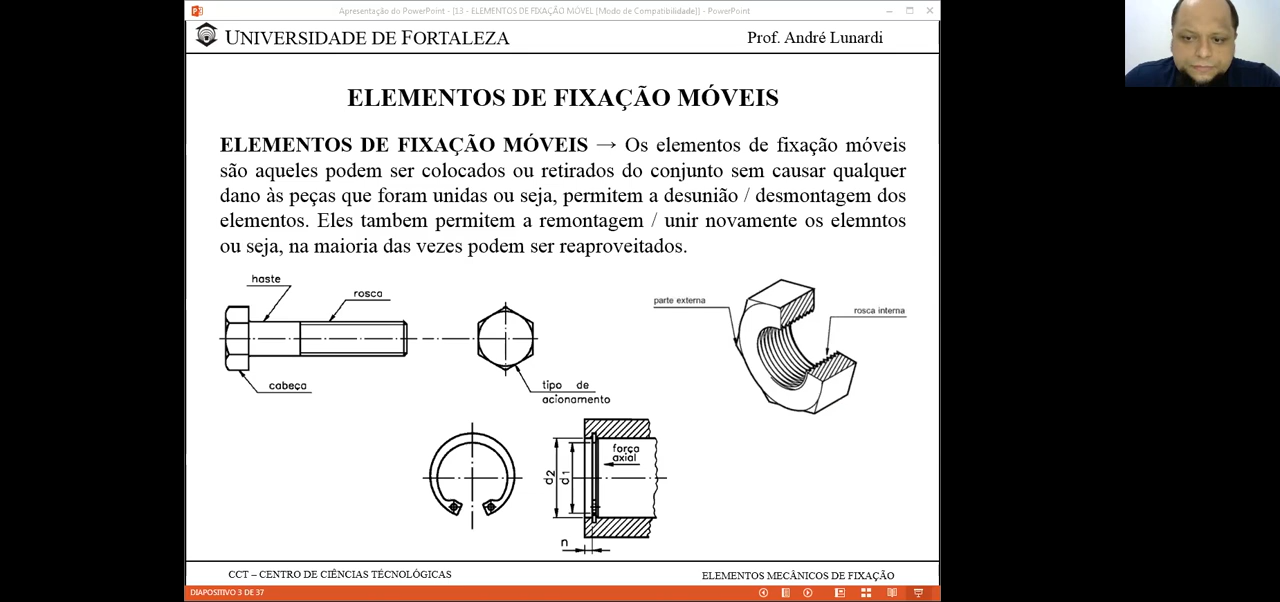 Apresentação do PowerPoint - [13 - ELEMENTOS DE FIXAÇÃO MÓVEL [Modo de Compatibilidade]] - PowerPoint
UNIVERSIDADE DE FORTALEZA
Prof. André Lunardi
ELEMENTOS DE FIXAÇÃO MÓVEIS
ELEMENTOS DE FIXAÇÃO MÓVEIS → Os elementos de fixação móveis
são aqueles podem ser colocados ou retirados do conjunto sem causar qualquer
dano às peças que foram unidas ou seja, permitem a desunião / desmontagem dos
elementos. Eles tambem permitem a remontagem / unir novamente os elemntos
ou seja, na maioria das vezes podem ser reaproveitados.
haste
rosca
cabeça
tipo de
acionamento
parte externa
rosca interna
força
axial
d2
d1
n
CCT – CENTRO DE CIÊNCIAS TÉCNOLÓGICAS
ELEMENTOS MECÂNICOS DE FIXAÇÃO
DIAPOSITIVO 3 DE 37